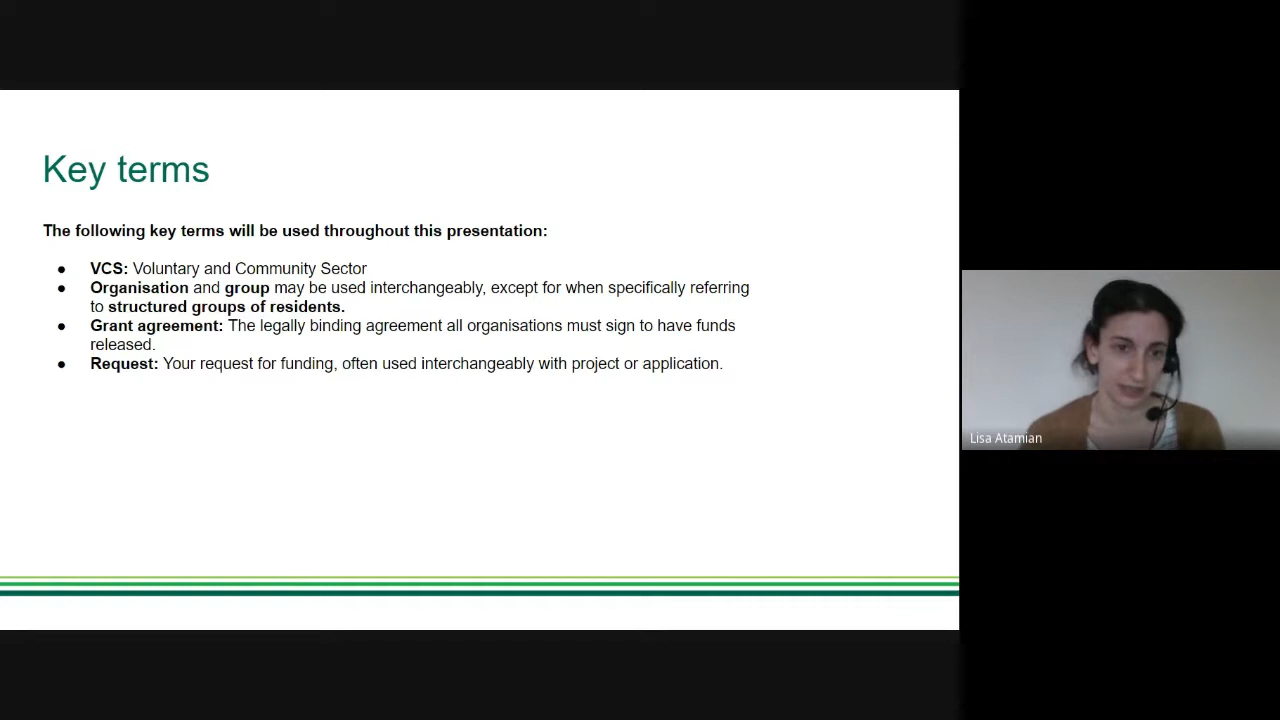 Key terms
The following key terms will be used throughout this presentation:
● VCS: Voluntary and Community Sector
● Organisation and group may be used interchangeably, except for when specifically referring
to structured groups of residents.
● Grant agreement: The legally binding agreement all organisations must sign to have funds
released.
● Request: Your request for funding, often used interchangeably with project or application.
Lisa Atamian